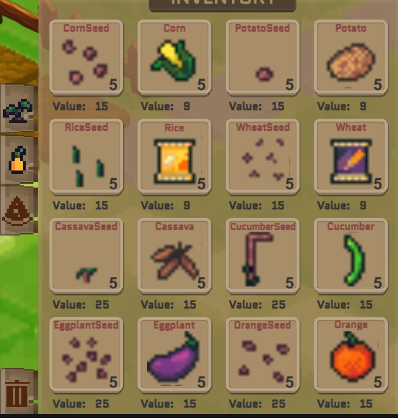 INVENTORY
CornSeed Corn PotatoSeed Potato
5 5 5 5
Value: 15 Value: 9 Value: 15 Value: 9
RiceSeed Rice WheatSeed Wheat
5 5 5 5
Value: 15 Value: 9 Value: 15 Value: 9
CassavaSeed Cassava CucumberSeed Cucumber
5 5 5 5
Value: 25 Value: 15 Value: 25 Value: 15
EggplantSeed Eggplant OrangeSeed Orange
5 5 5 5
Value: 25 Value: 15 Value: 25 Value: 15